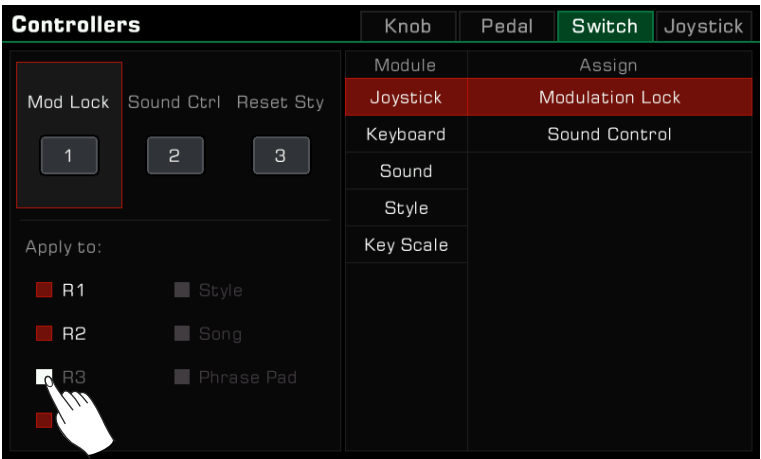 Controllers Knob Pedal Switch Joystick
Module Assign
Mod Lock Sound Ctrl Reset Sty
1 2 3
Joystick Modulation Lock
Keyboard Sound Control
Sound
Style
Key Scale
Apply to:
R1 Style
R2 Song
R3 Phrase Pad